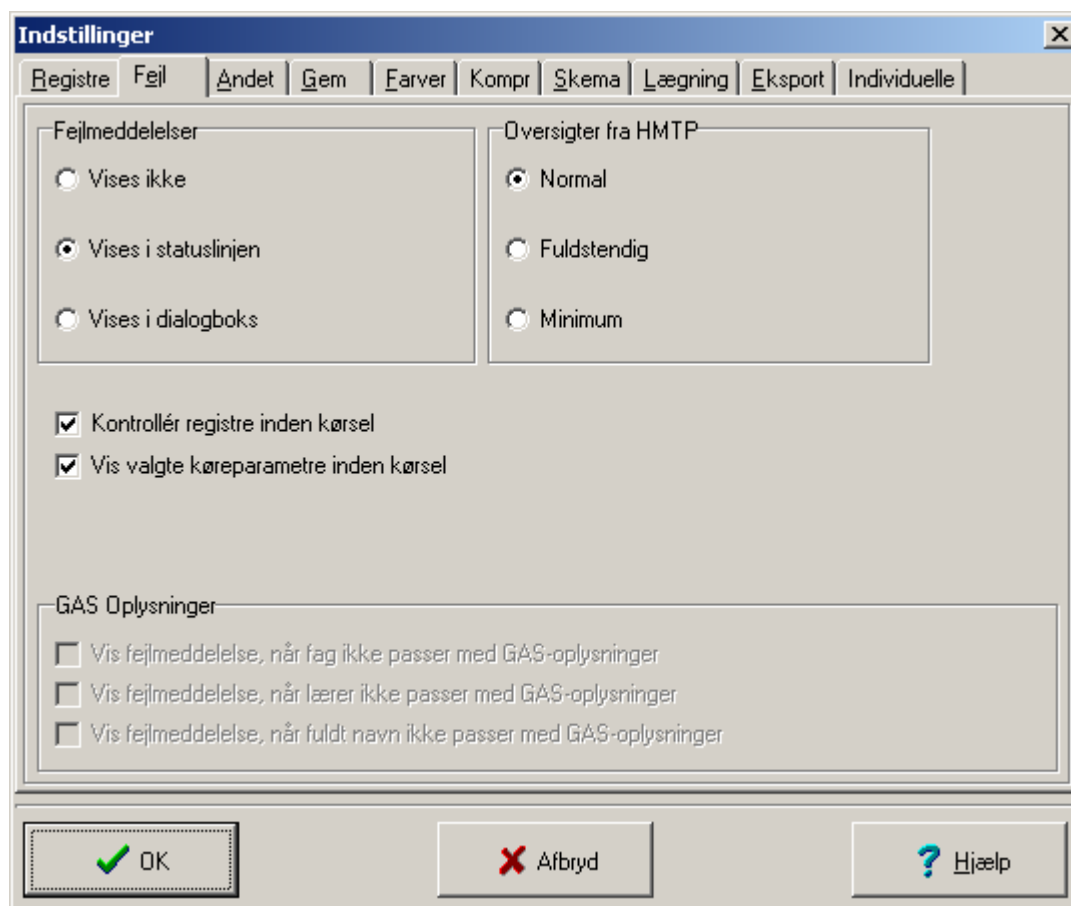 Indstillinger
Registre Fejl Andet Gem Farver Kompr Skema Lægning Eksport Individuelle
Fejlmeddelelser
Vises ikke
Vises i statuslinjen
Vises i dialogboks
Oversigter fra HMTP
Normal
Fuldstendig
Minimum
Kontrollér registre inden kørsel
Vis valgte køreparametre inden kørsel
GAS Oplysninger
Vis fejlmeddelelse, når fag ikke passer med GAS-oplysninger
Vis fejlmeddelelse, når lærer ikke passer med GAS-oplysninger
Vis fejlmeddelelse, når fuldt navn ikke passer med GAS-oplysninger
OK Afbryd Hjælp